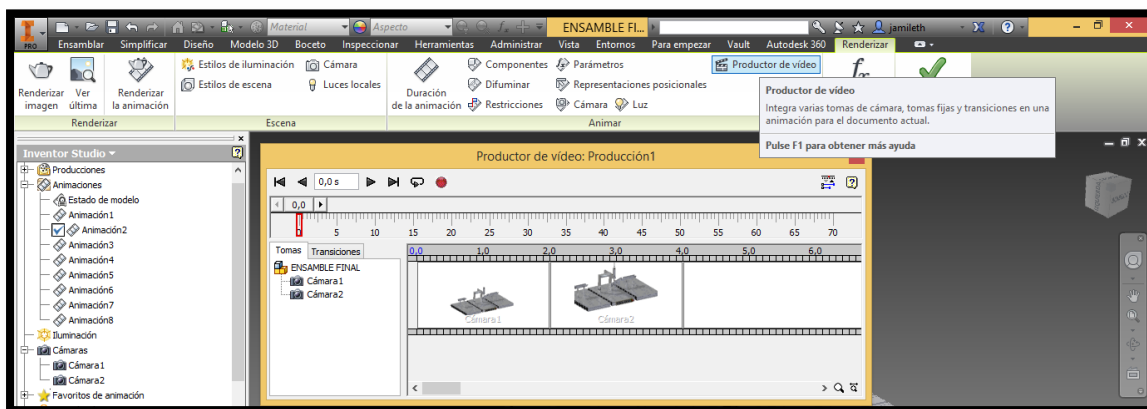 Material Aspecto ENSAMBLE FI... jamileth
PRO Ensamblar Simplificar Diseño Modelo 3D Boceto Inspeccionar Herramientas Administrar Vista Entornos Para empezar Vault Autodesk 360 Renderizar
Renderizar imagen
Ver última
Renderizar la animación
Renderizar
Estilos de iluminación Cámara
Estilos de escena Luces locales
Escena
Duración de la animación
Componentes Parámetros Productor de vídeo
Difuminar Representaciones posicionales
Restricciones Cámara Luz
Animar
fx
Productor de vídeo
Integra varias tomas de cámara, tomas fijas y transiciones en una
animación para el documento actual.
Pulse F1 para obtener más ayuda
Inventor Studio
Producciones
Animaciones
Estado de modelo
Animación1
Animación2
Animación3
Animación4
Animación5
Animación6
Animación7
Animación8
Iluminación
Cámaras
Cámara1
Cámara2
Favoritos de animación
Productor de vídeo: Producción1
0,0 s
0,0
0 5 10 15 20 25 30 35 40 45 50 55 60 65 70
Tomas Transiciones
ENSAMBLE FINAL
Cámara1
Cámara2
0,0 1,0 2,0 3,0 4,0 5,0 6,0
Cámara1 Cámara2